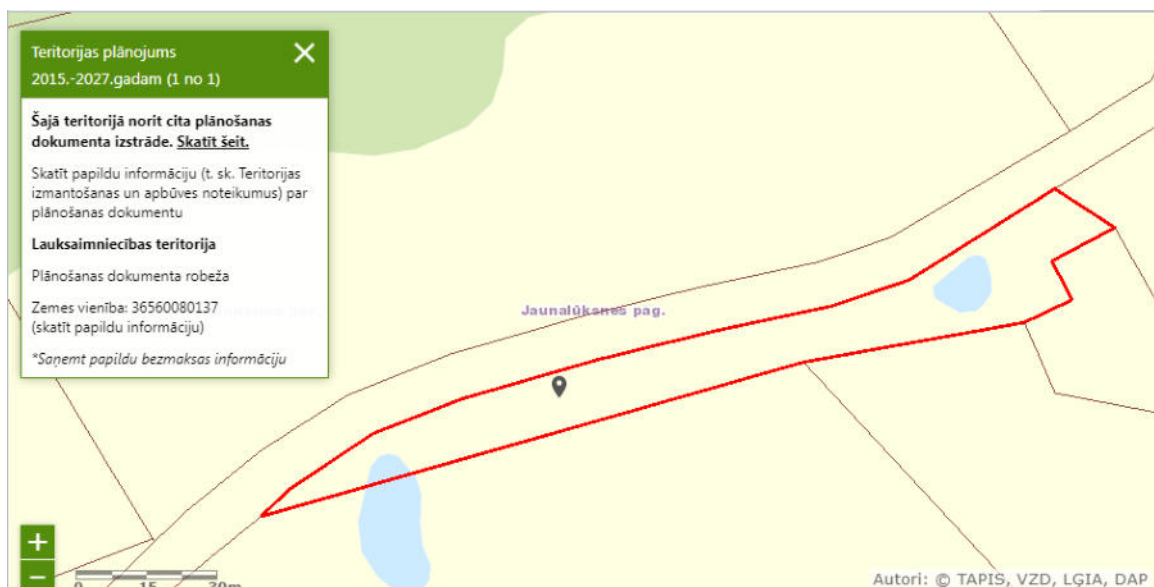 Teritorijas plānojums
2015.-2027.gadam (1 no 1)
Šajā teritorijā norit cita plānošanas
dokumenta izstrāde. Skatīt šeit.
Skatīt papildu informāciju (t. sk. Teritorijas
izmantošanas un apbūves noteikumus) par
plānošanas dokumentu
Lauksaimniecības teritorija
Plānošanas dokumenta robeža
Zemes vienība: 36560080137
(skatīt papildu informāciju)
*Saņemt papildu bezmaksas informāciju
Jaunalūksnes pag.
+
−
0 15 30m
Autori: © TAPIS, VZD, LĢIA, DAP